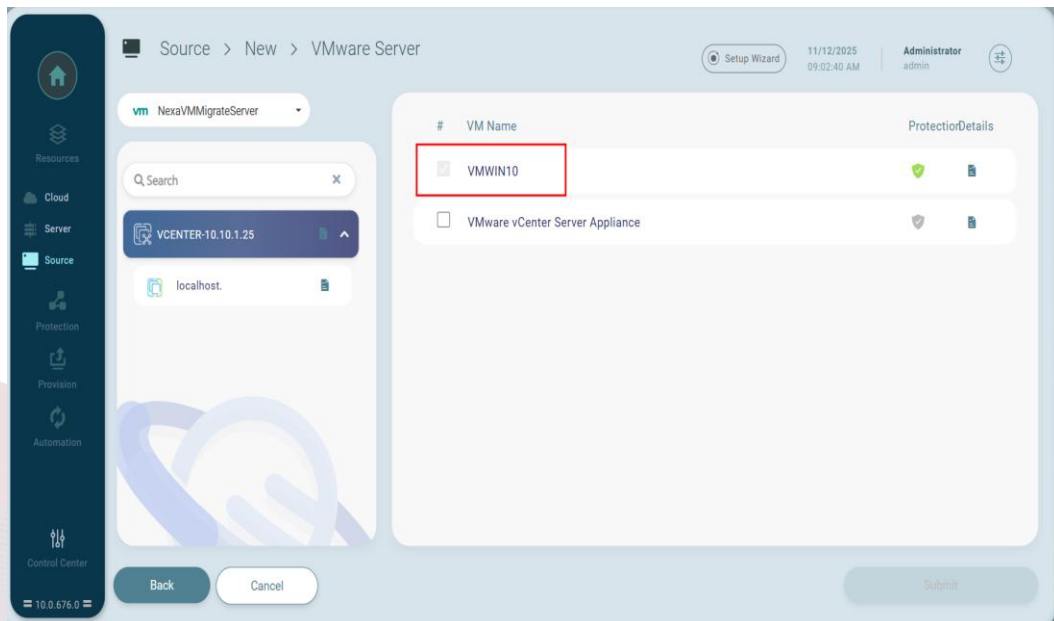 Source > New > VMware Server
Setup Wizard
11/12/2025
09:02:40 AM
Administrator
admin
Resources
Cloud
Server
Source
Protection
Provision
Automation
Control Center
10.0.676.0
vm NexaVMMigrateServer
Search
VCENTER-10.10.1.25
localhost.
# VM Name Protection Details
VMWIN10
VMware vCenter Server Appliance
Back Cancel Submit